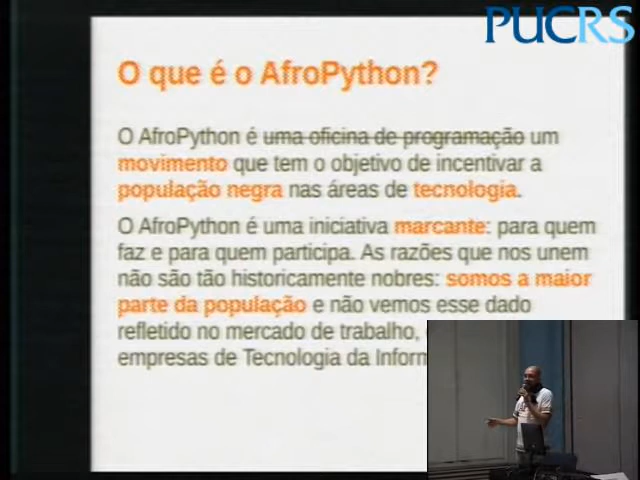 PUCRS
O que é o AfroPython?
O AfroPython é uma oficina de programação um
movimento que tem o objetivo de incentivar a
população negra nas áreas de tecnologia.
O AfroPython é uma iniciativa marcante: para quem
faz e para quem participa. As razões que nos unem
não são tão historicamente nobres: somos a maior
parte da população e não vemos esse dado
refletido no mercado de trabalho,
empresas de Tecnologia da Inform